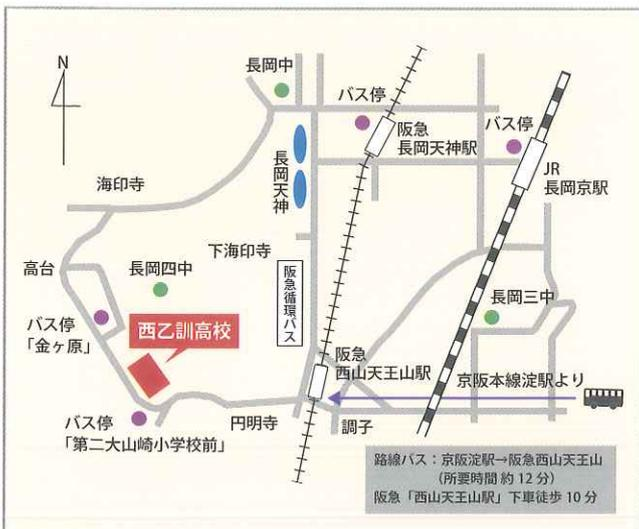 N
長岡中
バス停
阪急
長岡天神駅
バス停
JR
長岡京駅
長岡天神
海印寺
下海印寺
高台
長岡四中
阪急循環バス
長岡三中
バス停
「金ヶ原」
西乙訓高校
阪急
西山天王山駅
京阪本線淀駅より
バス停
「第二大山崎小学校前」
円明寺
調子
路線バス：京阪淀駅→阪急西山天王山
（所要時間 約12分）
阪急「西山天王山駅」下車徒歩10分